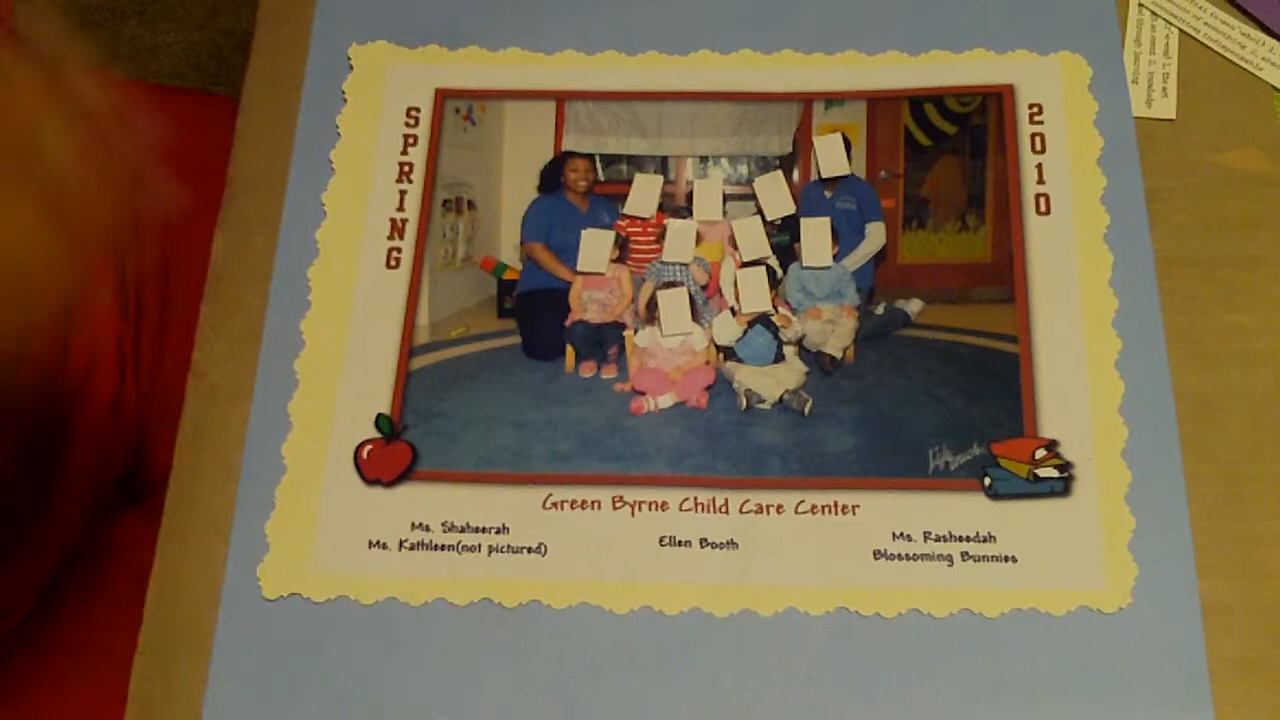 SPRING
2010
Green Byrne Child Care Center
Ms. Shaheerah
Ms. Kathleen(not pictured)
Ellen Booth
Ms. Rasheedah
Blossoming Bunnies